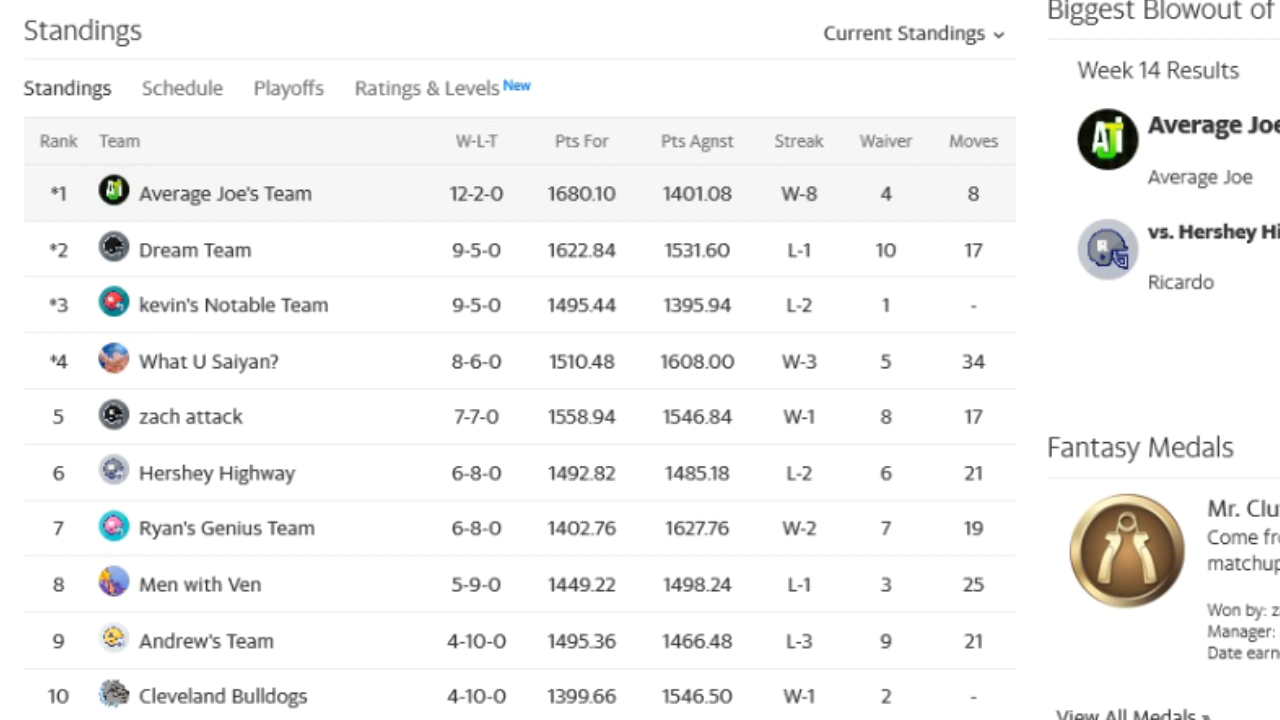 Standings
Current Standings
Standings Schedule Playoffs Ratings & Levels New
Rank Team W-L-T Pts For Pts Agnst Streak Waiver Moves
*1 Average Joe's Team 12-2-0 1680.10 1401.08 W-8 4 8
*2 Dream Team 9-5-0 1622.84 1531.60 L-1 10 17
*3 kevin's Notable Team 9-5-0 1495.44 1395.94 L-2 1 -
*4 What U Saiyan? 8-6-0 1510.48 1608.00 W-3 5 34
5 zach attack 7-7-0 1558.94 1546.84 W-1 8 17
6 Hershey Highway 6-8-0 1492.82 1485.18 L-2 6 21
7 Ryan's Genius Team 6-8-0 1402.76 1627.76 W-2 7 19
8 Men with Ven 5-9-0 1449.22 1498.24 L-1 3 25
9 Andrew's Team 4-10-0 1495.36 1466.48 L-3 9 21
10 Cleveland Bulldogs 4-10-0 1399.66 1546.50 W-1 2 -
Biggest Blowout of
Week 14 Results
AJ
Average Joe
Average Joe
vs. Hershey Hi
Ricardo
Fantasy Medals
Mr. Clu
Come fr
matchup
Won by: z
Manager:
Date earn
View All Medals »